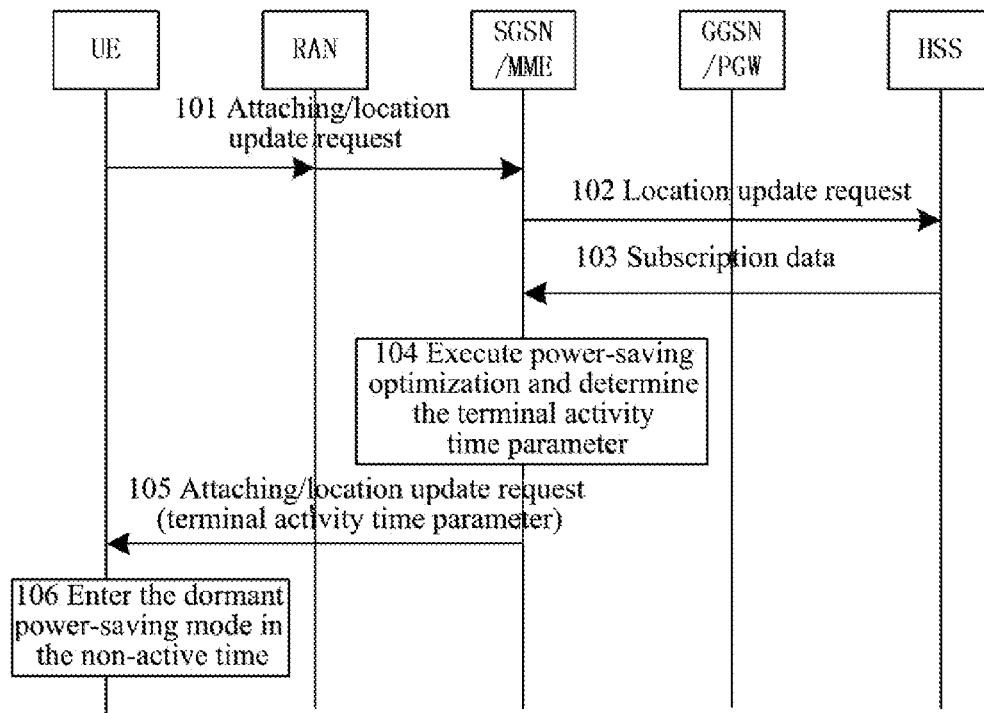 UE
RAN
SGSN
/MME
GGSN
/PGW
HSS
101 Attaching/location
update request
102 Location update request
103 Subscription data
104 Execute power-saving
optimization and determine
the terminal activity
time parameter
105 Attaching/location update request
(terminal activity time parameter)
106 Enter the dormant
power-saving mode in
the non-active time